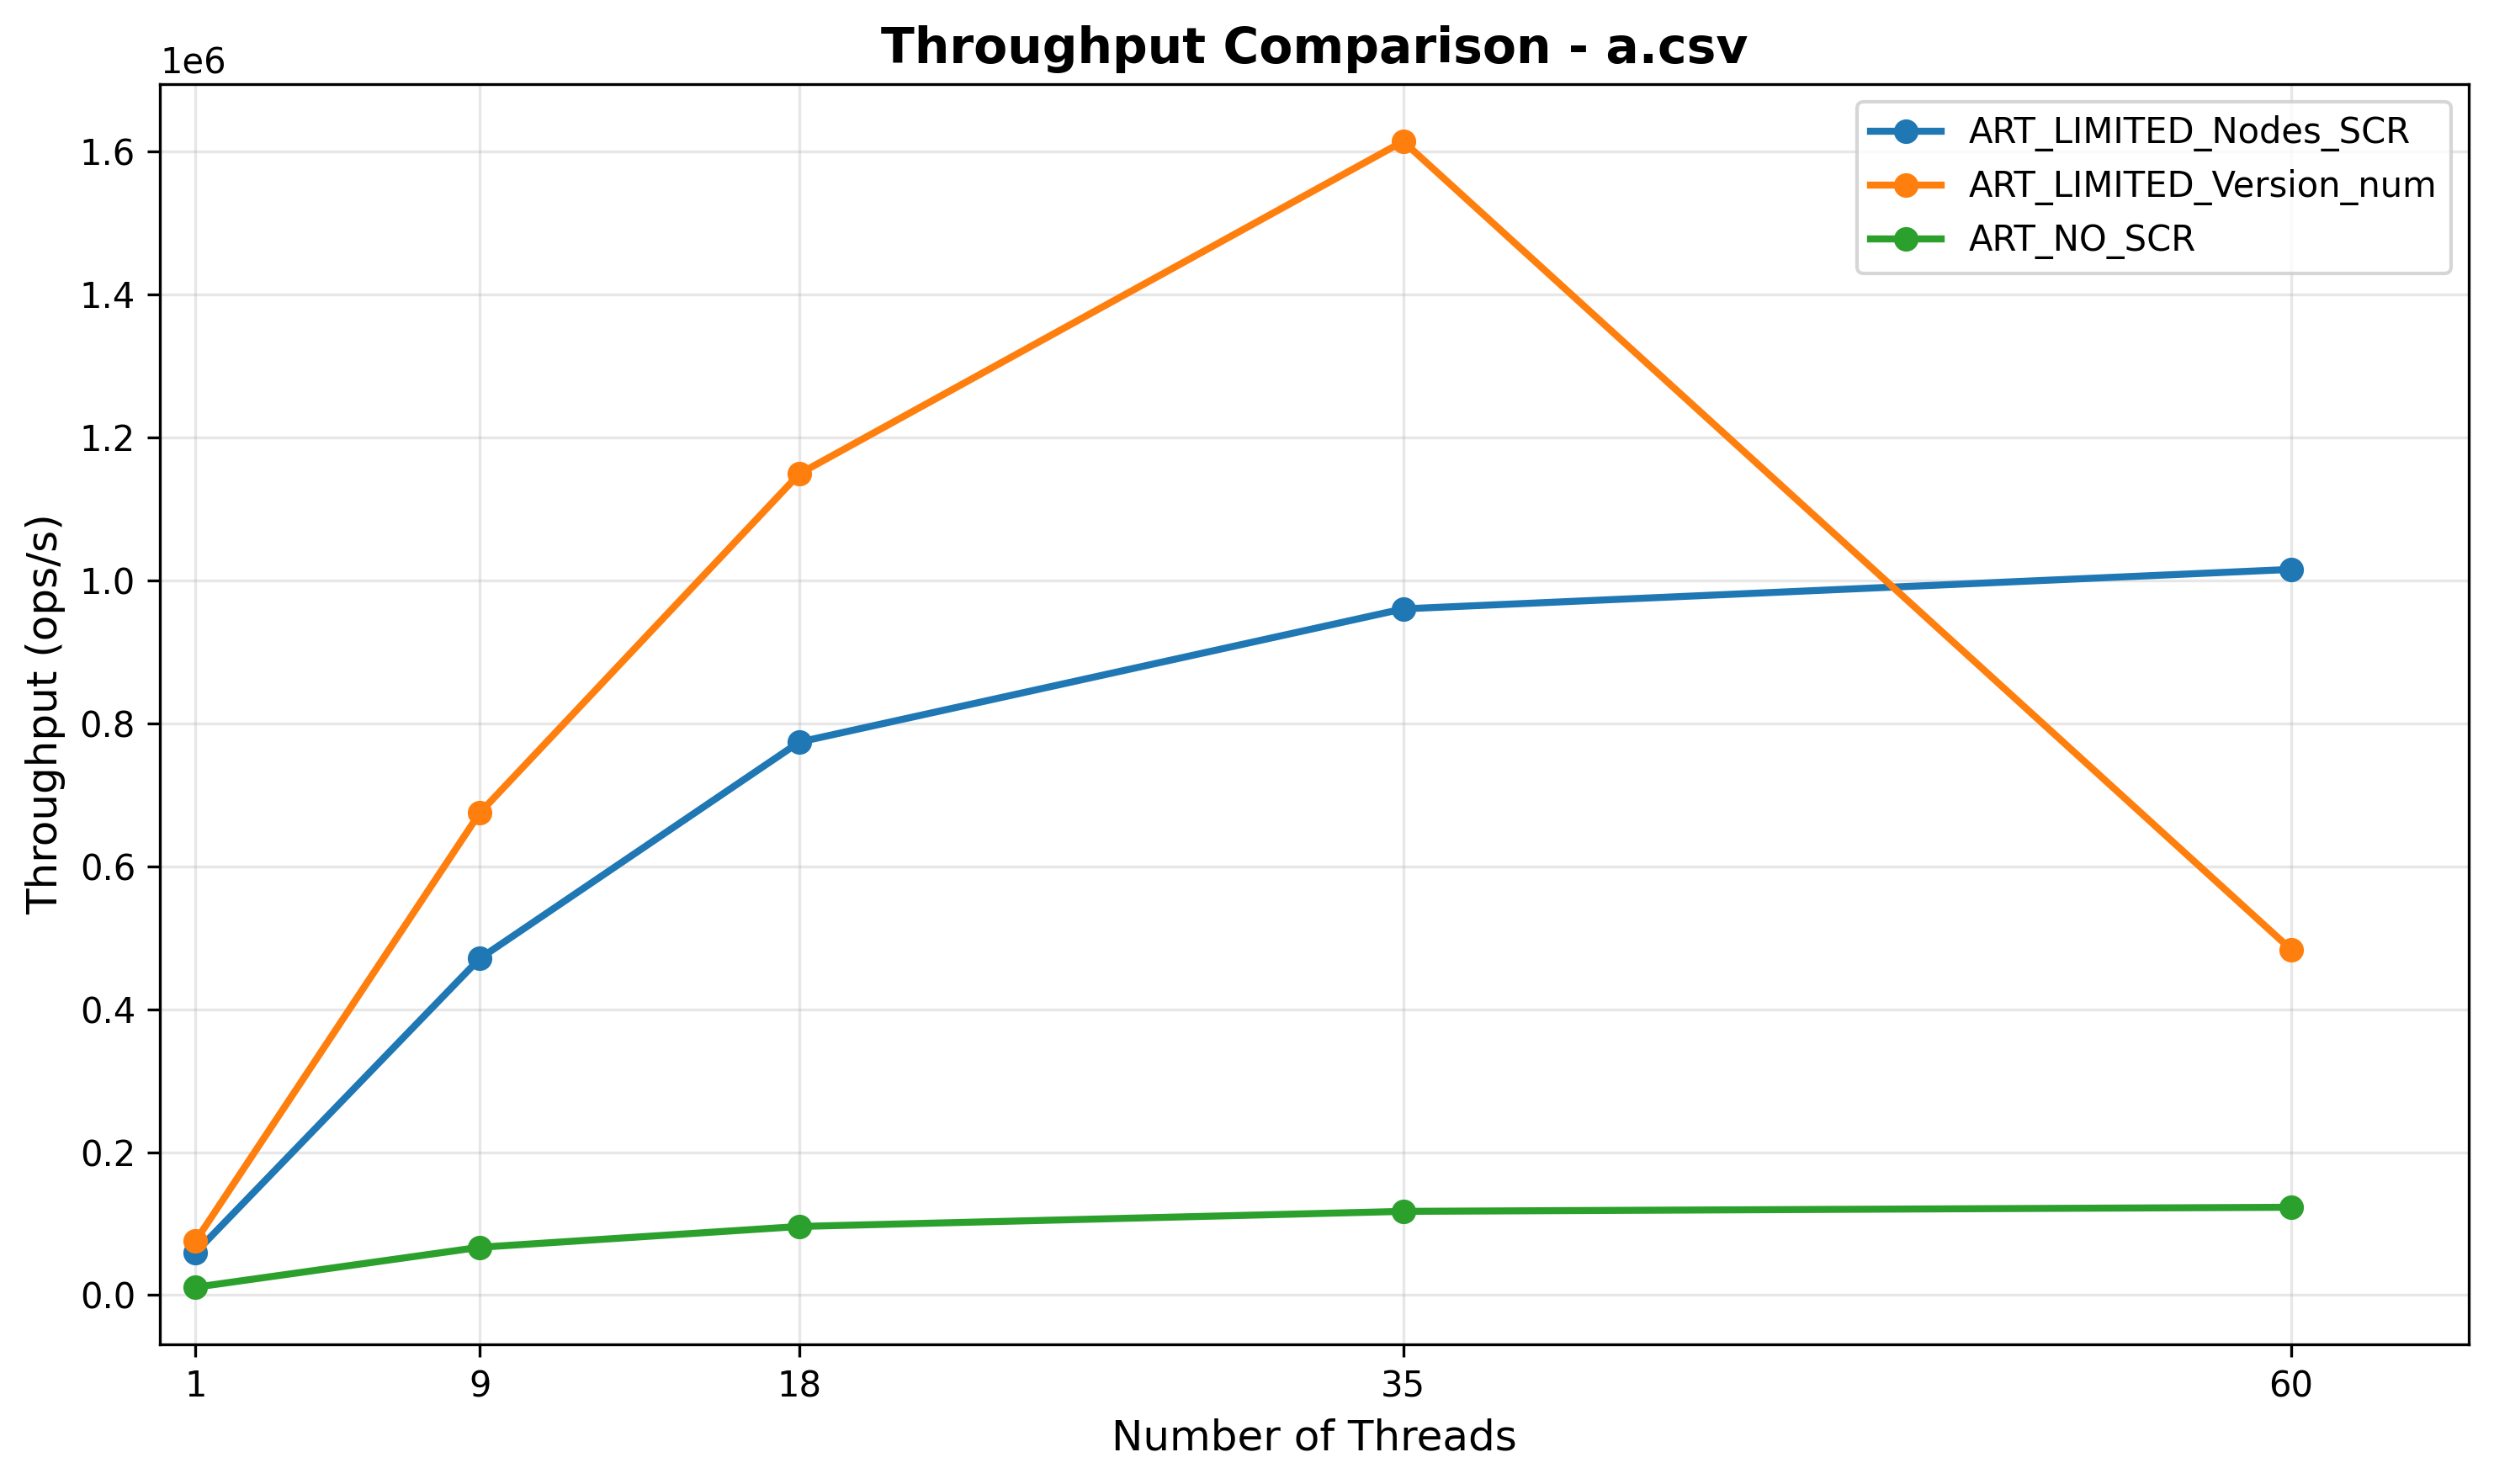 Throughput Comparison - a.csv
1e6
ART_LIMITED_Nodes_SCR
ART_LIMITED_Version_num
ART_NO_SCR
1.6
1.4
1.2
1.0
0.8
0.6
0.4
0.2
0.0
Throughput (ops/s)
1 9 18 35 60
Number of Threads